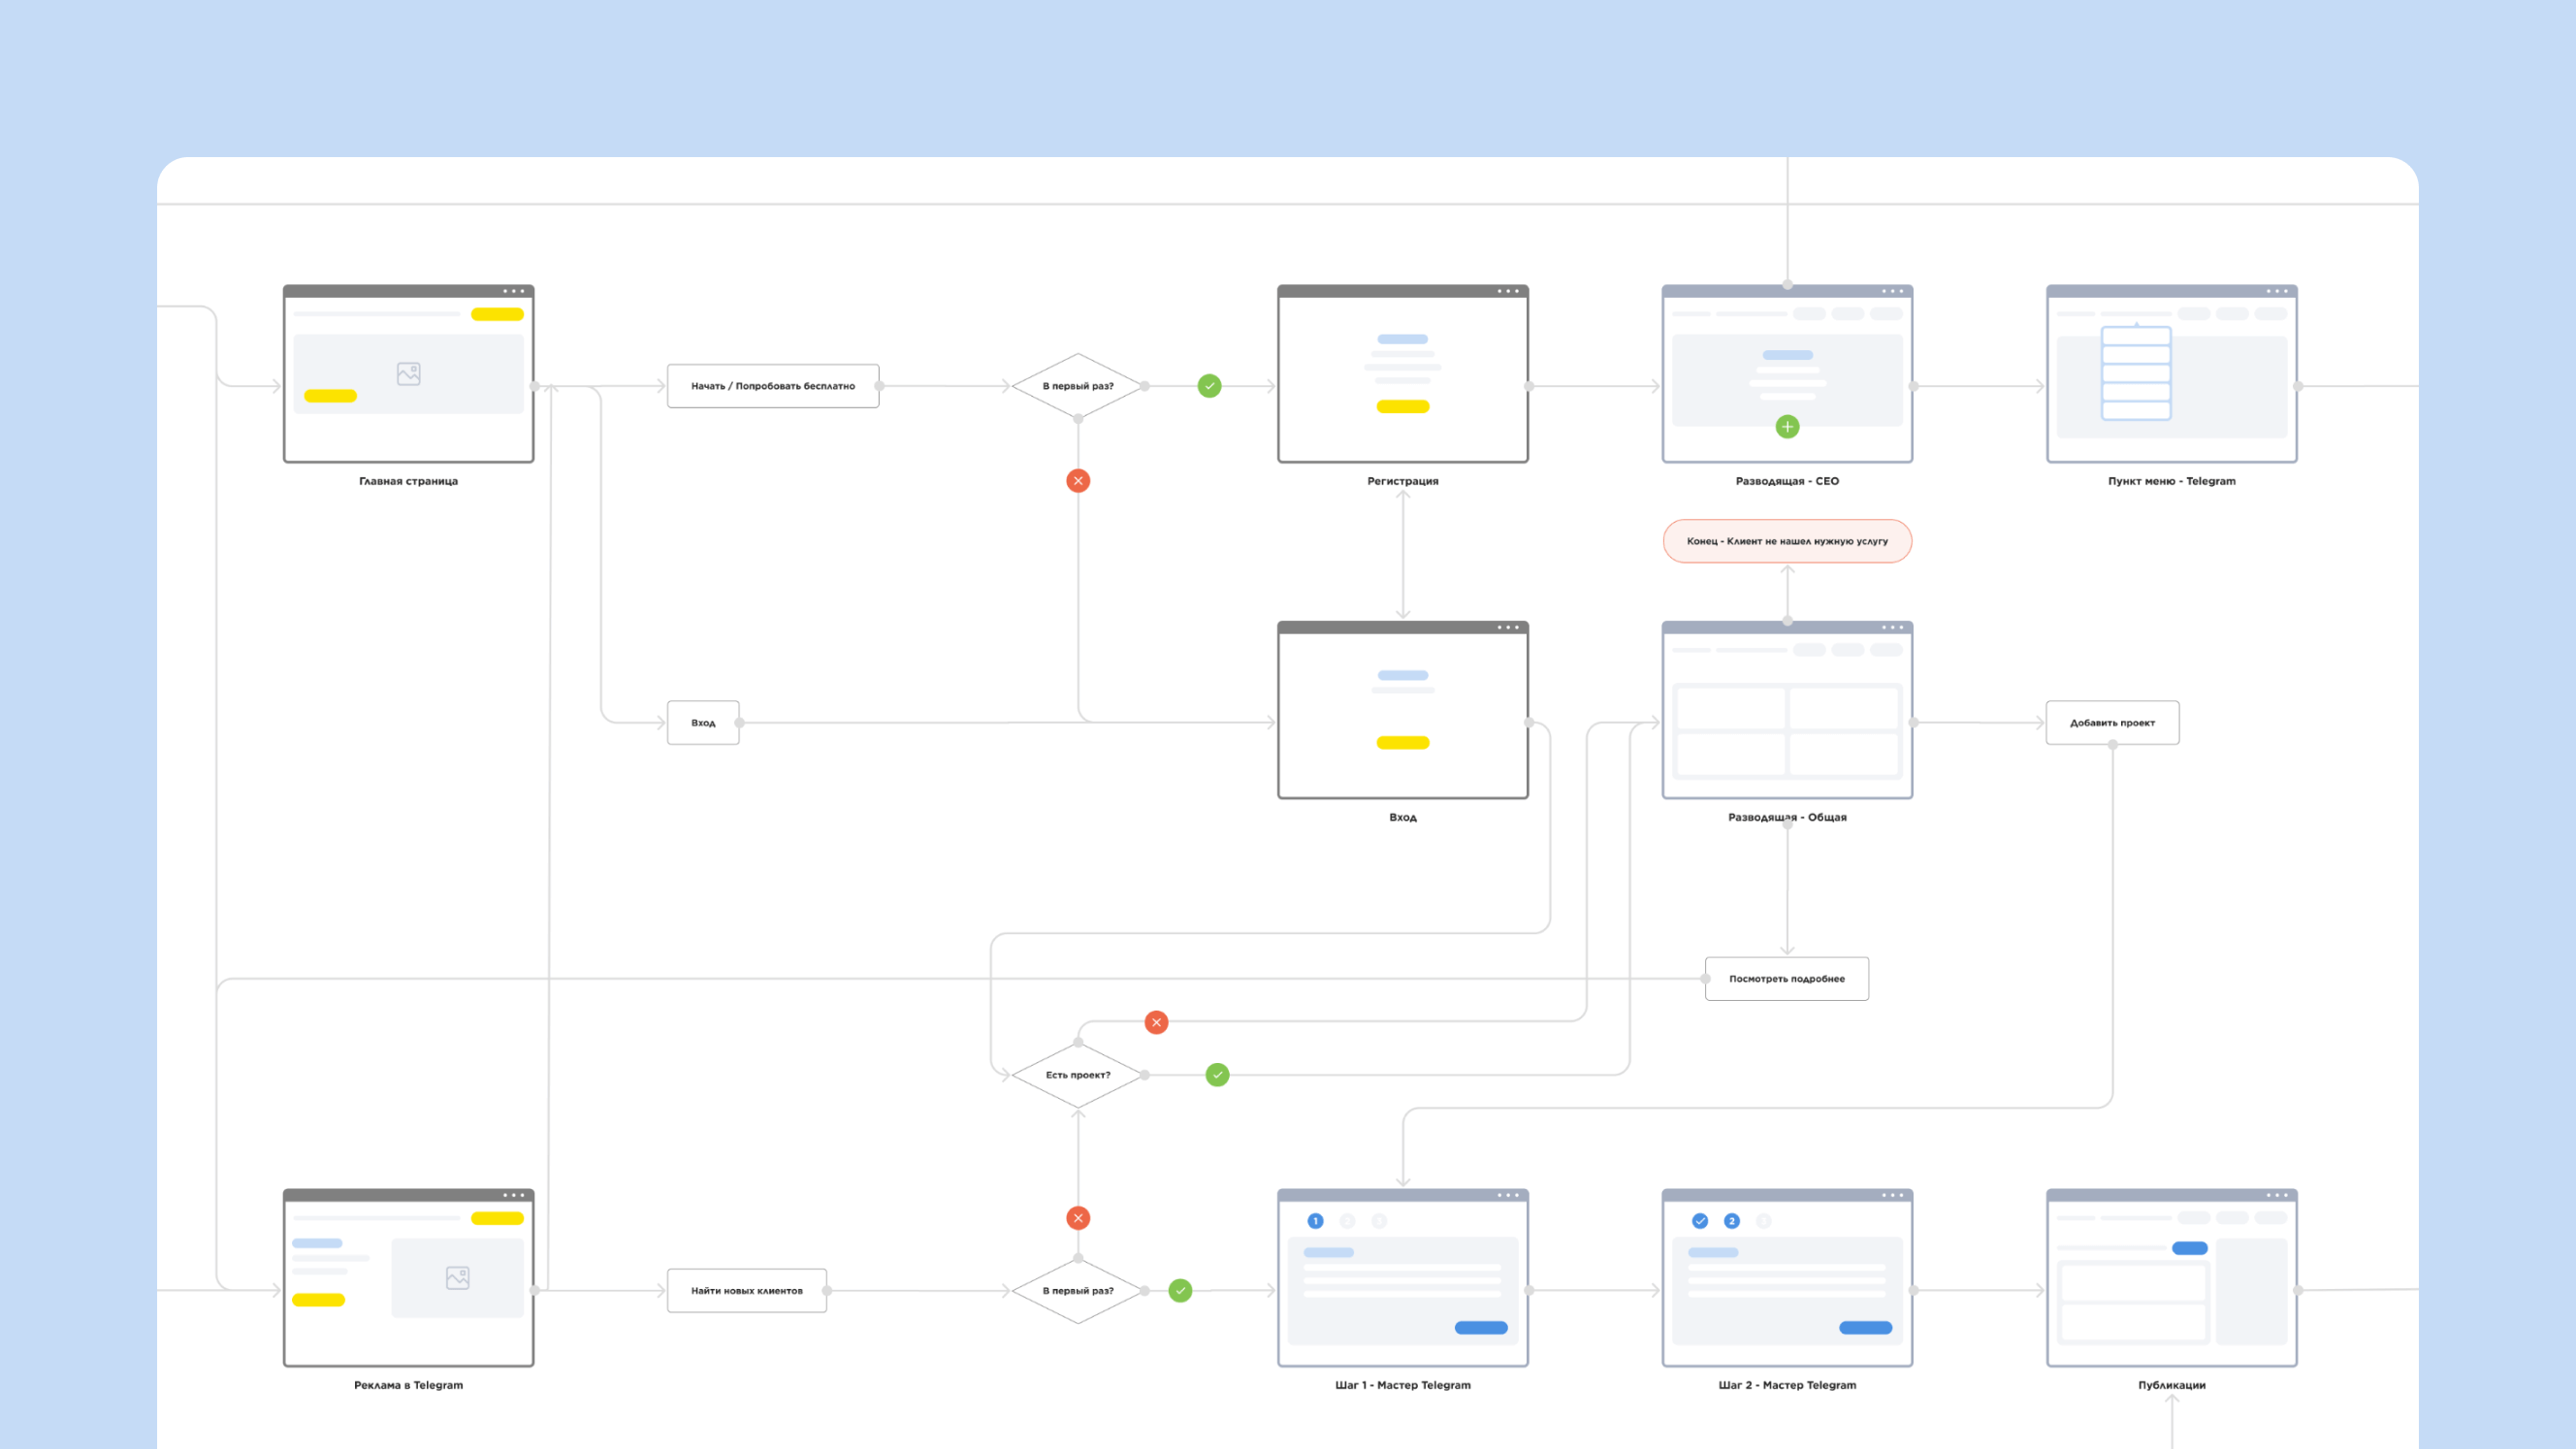 Начать / Попробовать бесплатно
В первый раз?
Главная страница
Регистрация
Разводящая - СЕО
Пункт меню - Telegram
Конец - Клиент не нашел нужную услугу
Вход
Добавить проект
Вход
Разводящая - Общая
Посмотреть подробнее
Есть проект?
1
2
Найти новых клиентов
В первый раз?
Реклама в Telegram
Шаг 1 - Мастер Telegram
Шаг 2 - Мастер Telegram
Публикации